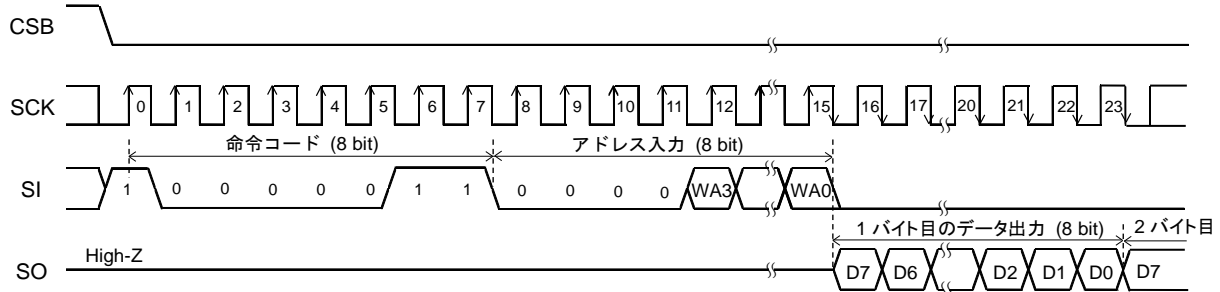 CSB
SCK 0 1 2 3 4 5 6 7 8 9 10 11 12 15 16 17 20 21 22 23
命令コード (8 bit) アドレス入力 (8 bit)
SI 1 0 0 0 0 0 1 1 0 0 0 0 WA3 WA0
1 バイト目のデータ出力 (8 bit) 2 バイト目
SO High-Z D7 D6 D2 D1 D0 D7